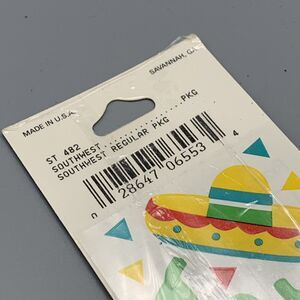 MADE IN U.S.A.
SAVANNAH, GA
ST 482
SOUTHWEST ............... PKG
SOUTHWEST REGULAR PKG
0 28647 06553 4